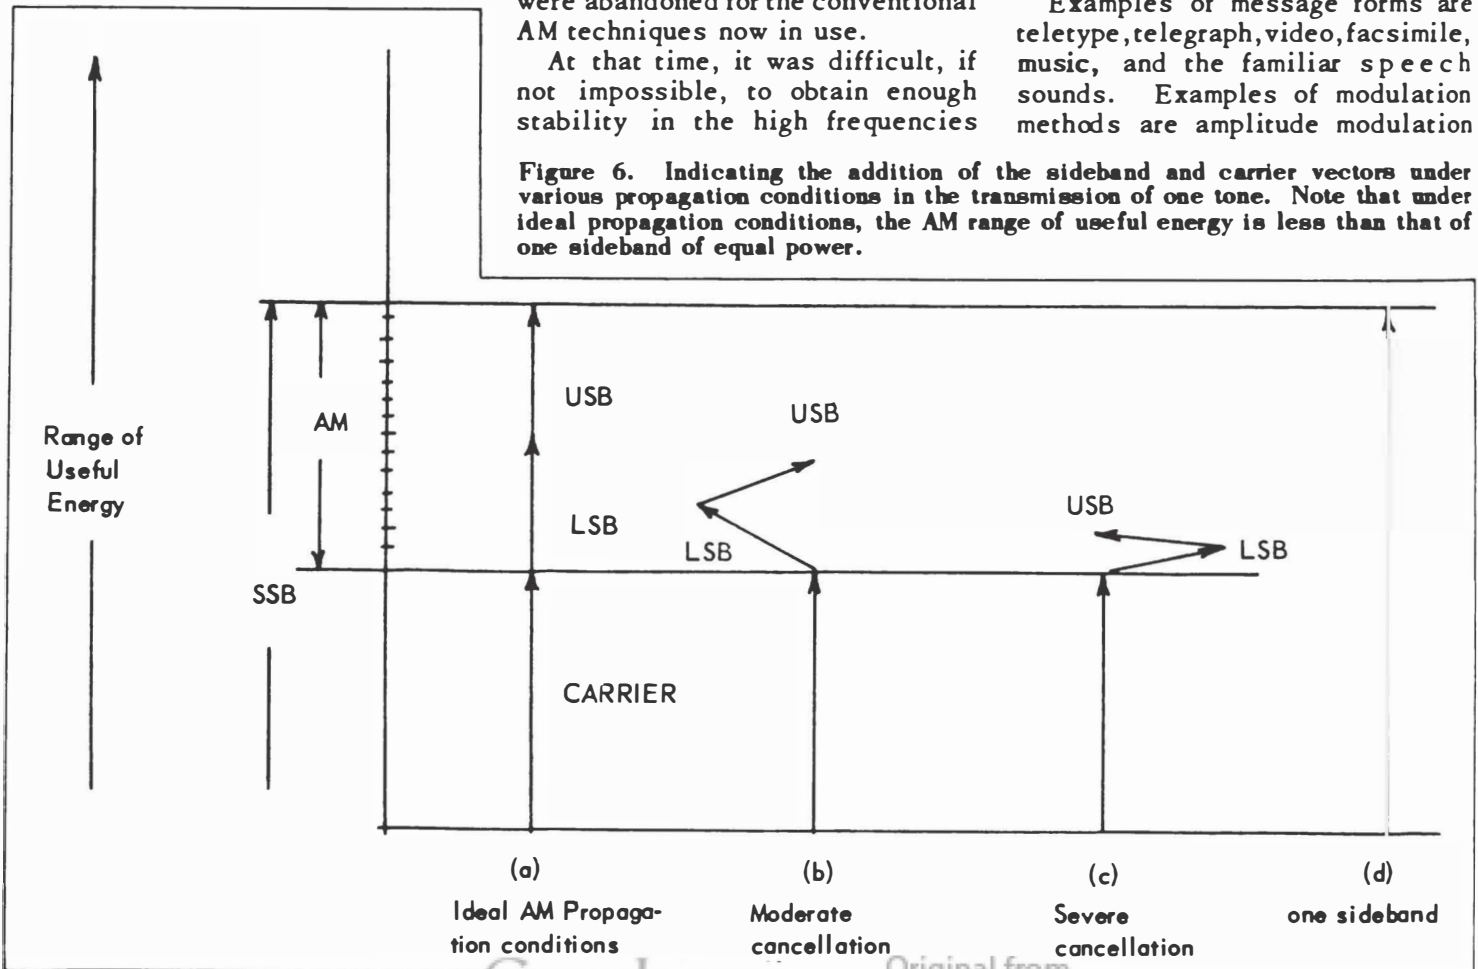 were abandoned for the conventional
AM techniques now in use.
At that time, it was difficult, if
not impossible, to obtain enough
stability in the high frequencies
Examples of message forms are
teletype, telegraph, video, facsimile,
music, and the familiar speech
sounds. Examples of modulation
methods are amplitude modulation
Figure 6. Indicating the addition of the sideband and carrier vectors under
various propagation conditions in the transmission of one tone. Note that under
ideal propagation conditions, the AM range of useful energy is less than that of
one sideband of equal power.
Range of
Useful
Energy
SSB
AM
USB
LSB
CARRIER
USB
LSB
USB
LSB
(a)
Ideal AM Propaga-
tion conditions
(b)
Moderate
cancellation
(c)
Severe
cancellation
(d)
one sideband
Original from